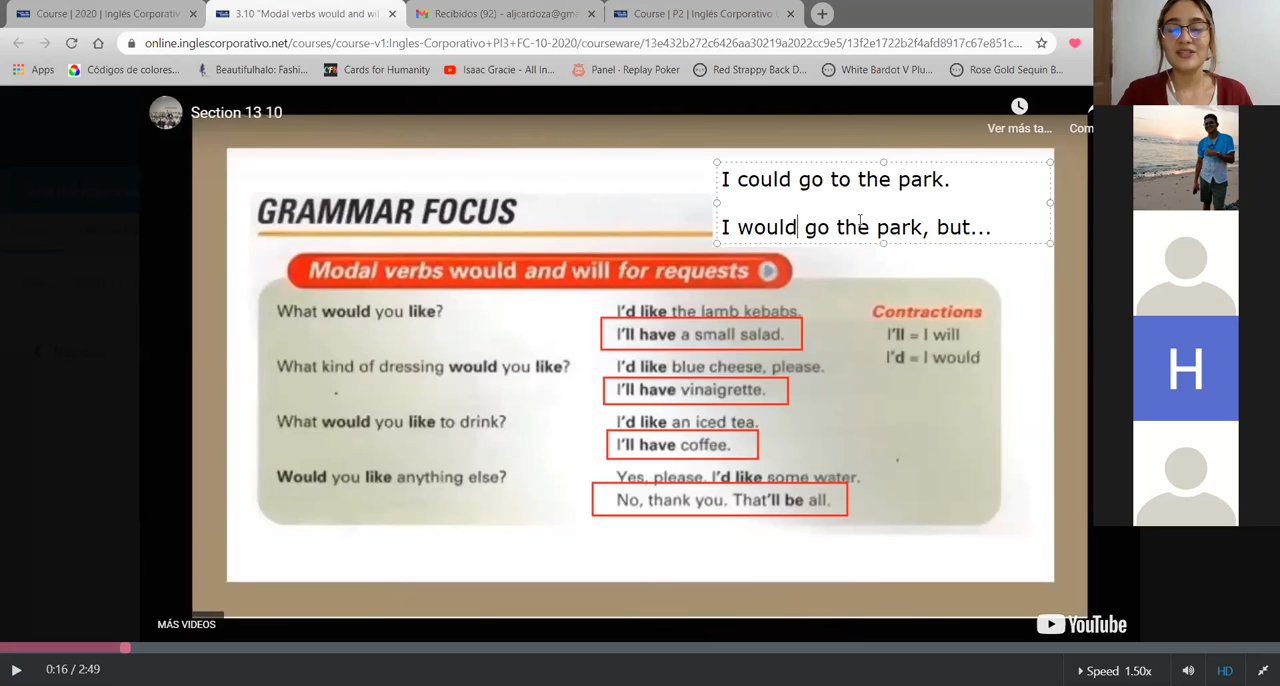 Course | 2020 | Inglés Corporativo
3.10 "Modal verbs would and wil
Recibidos (92) - aljcardoza@gm
Course | P2 | Inglés Corporativo
online.inglescorporativo.net/courses/course-v1:Ingles-Corporativo+PI3+FC-10-2020/courseware/13e432b272c6426aa30219a2022cc9e5/13f2e1722b2f4afd8917c67e851c...
Apps
Códigos de colores...
Beautifulhalo: Fashi...
Cards for Humanity
Isaac Gracie - All In...
Panel · Replay Poker
Red Strappy Back D...
White Bardot V Plu...
Rose Gold Sequin B...
Section 13 10
Ver más ta...
Com
I could go to the park.
I would go the park, but...
GRAMMAR FOCUS
Modal verbs would and will for requests
What would you like?
I'd like the lamb kebabs.
I'll have a small salad.
What kind of dressing would you like?
I'd like blue cheese, please.
I'll have vinaigrette.
What would you like to drink?
I'd like an iced tea.
I'll have coffee.
Would you like anything else?
Yes, please. I'd like some water.
No, thank you. That'll be all.
Contractions
I'll = I will
I'd = I would
H
MÁS VIDEOS
YouTube
0:16 / 2:49
Speed 1.50x
HD